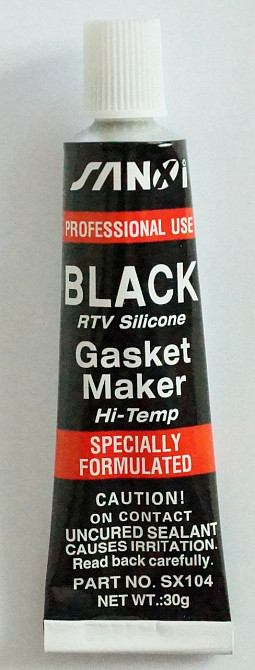 SANXi
PROFESSIONAL USE
BLACK
RTV Silicone
Gasket
Maker
Hi-Temp
SPECIALLY
FORMULATED
CAUTION!
ON CONTACT
UNCURED SEALANT
CAUSES IRRITATION.
Read back carefully.
PART NO. SX104
NET WT.:30g